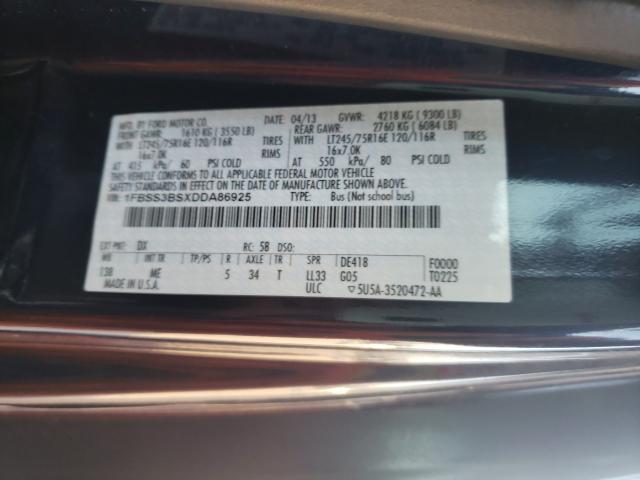 MFD. BY FORD MOTOR CO. 04/13 GVWR: 4218 KG ( 9300 LB)
FRONT GAWR: 1610 KG ( 3550 LB) REAR GAWR: 2760 KG ( 6084 LB)
WITH LT245/75R16E 120/116R TIRES WITH LT245/75R16E 120/116R TIRES
16x7.0K RIMS 16x7.0K RIMS
AT 415 kPa/ 60 PSI COLD AT 550 kPa/ 80 PSI COLD
THIS VEHICLE CONFORMS TO ALL APPLICABLE FEDERAL MOTOR VEHICLE
SAFETY STANDARDS IN EFFECT ON THE DATE OF MANUFACTURE SHOWN ABOVE.
VIN: 1FBSS3BSXDDA86925 TYPE: Bus (Not school bus)
EXT PNT: DX RC: 58 DSO:
WB INT TR TP/PS R AXLE TR SPR DE418 F0000
138 ME 5 34 T LL33 G05 T0225
MADE IN U.S.A. ULC ▽5U5A-3520472-AA